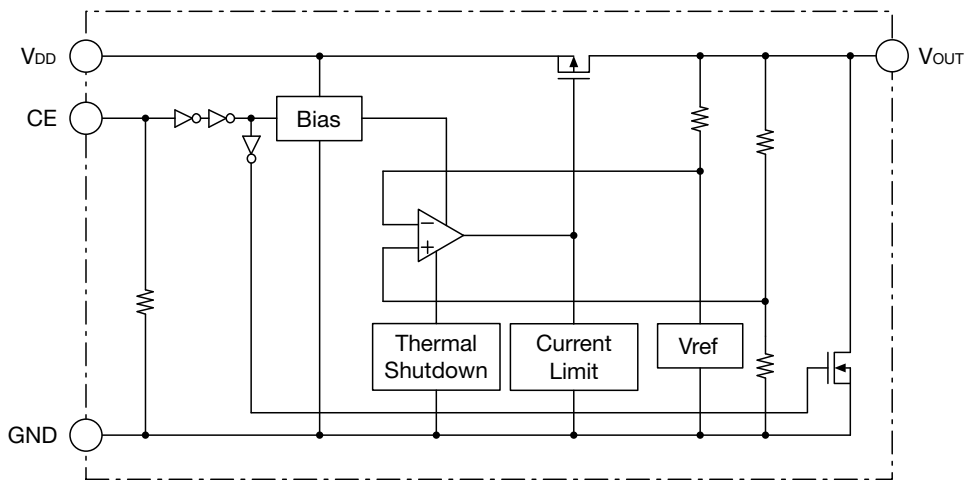 VDD
VOUT
CE
Bias
−
+
Thermal
Shutdown
Current
Limit
Vref
GND